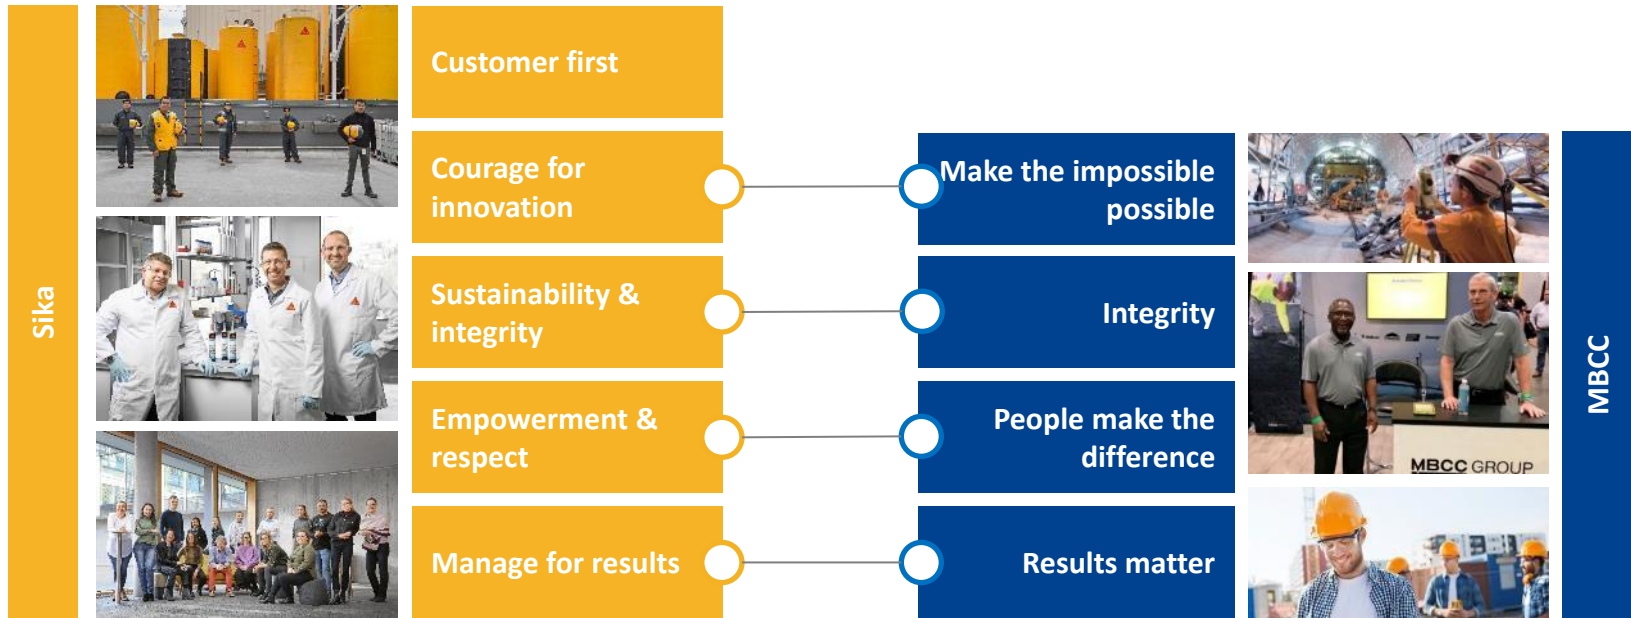 Sika
Customer first
Courage for
innovation
Sustainability &
integrity
Empowerment &
respect
Manage for results
Make the impossible
possible
Integrity
People make the
difference
Results matter
MBCC GROUP
MBCC